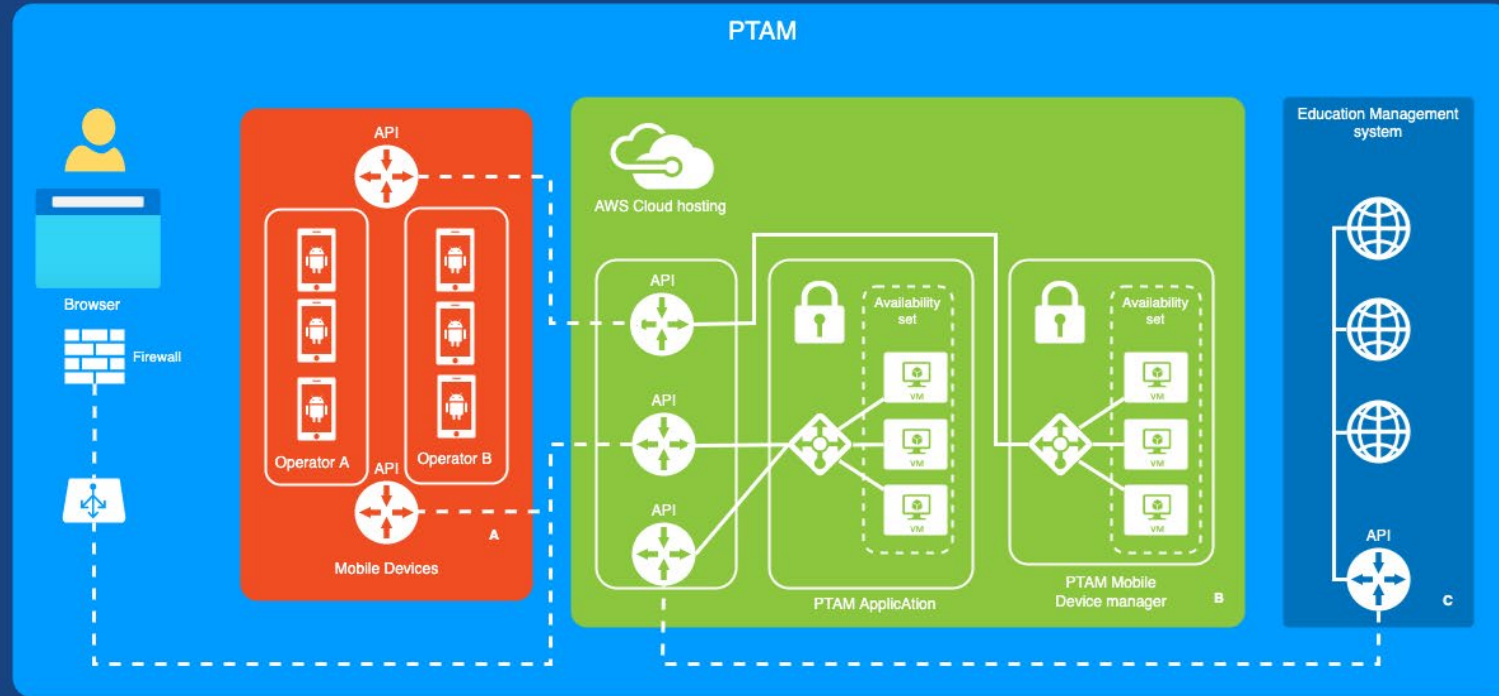 PTAM
Browser
Firewall
API
Operator A
Operator B
API
A
Mobile Devices
AWS Cloud hosting
API
API
API
Availability
set
VM
VM
VM
PTAM ApplicAtion
Availability
set
VM
VM
VM
PTAM Mobile
Device manager
B
Education Management
system
API
C